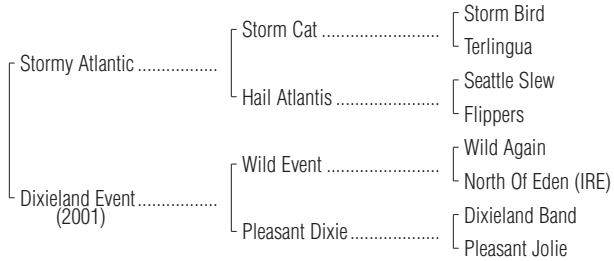 Storm Bird
Storm Cat ........................
Terlingua
Stormy Atlantic ................
Seattle Slew
Hail Atlantis .....................
Flippers
Wild Again
Wild Event .......................
North Of Eden (IRE)
Dixieland Event................
(2001)
Dixieland Band
Pleasant Dixie ..................
Pleasant Jolie